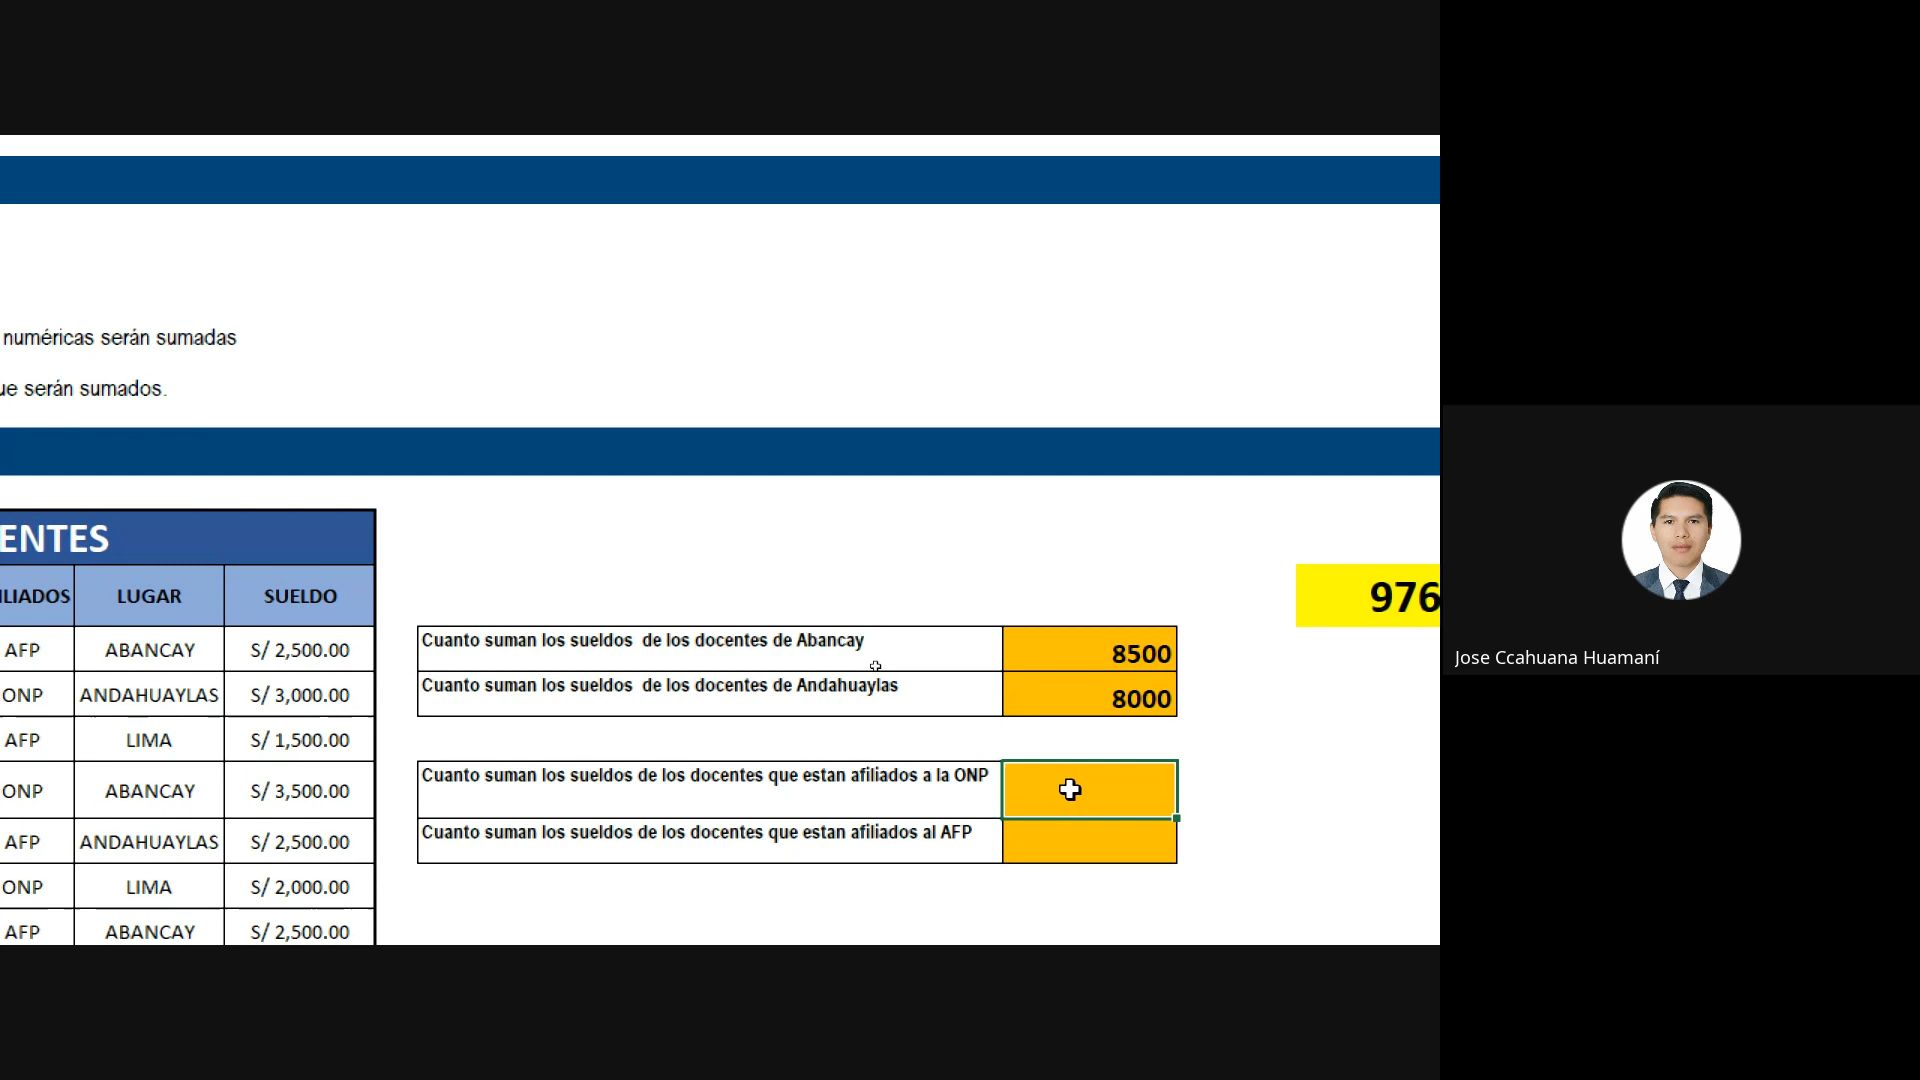 numéricas serán sumadas
serán sumados.
ENTES
ILIADOS LUGAR SUELDO
AFP ABANCAY S/ 2,500.00
ONP ANDAHUAYLAS S/ 3,000.00
AFP LIMA S/ 1,500.00
ONP ABANCAY S/ 3,500.00
AFP ANDAHUAYLAS S/ 2,500.00
ONP LIMA S/ 2,000.00
AFP ABANCAY S/ 2,500.00
976
Cuanto suman los sueldos de los docentes de Abancay 8500
Cuanto suman los sueldos de los docentes de Andahuaylas 8000
Cuanto suman los sueldos de los docentes que estan afiliados a la ONP
Cuanto suman los sueldos de los docentes que estan afiliados al AFP
Jose Ccahuana Huamaní